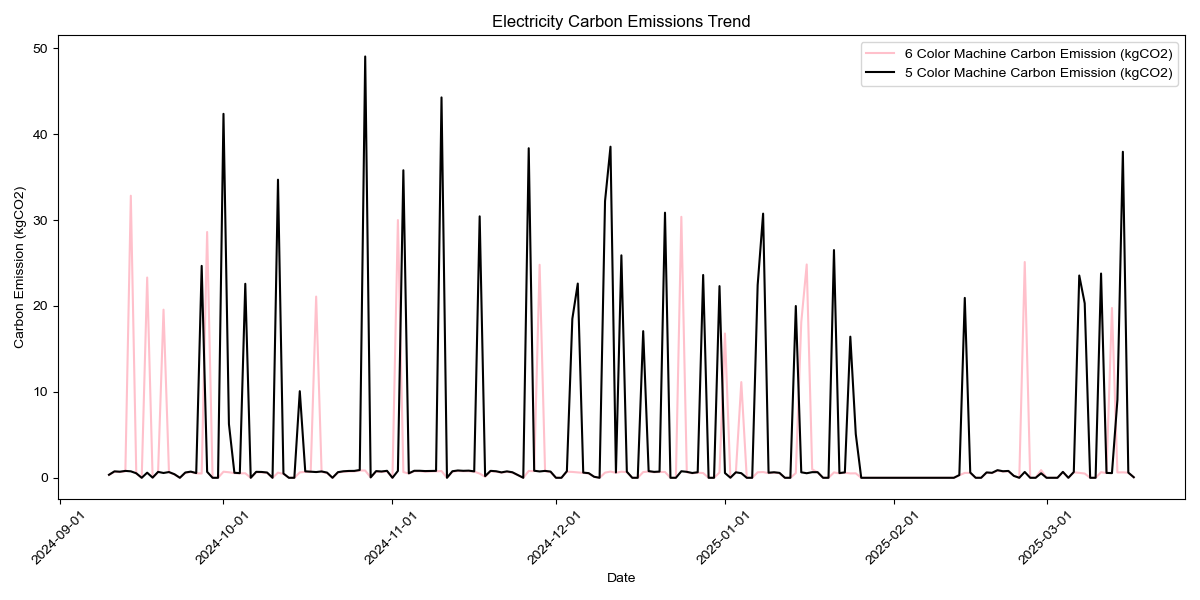 Electricity Carbon Emissions Trend
6 Color Machine Carbon Emission (kgCO2)
5 Color Machine Carbon Emission (kgCO2)
Carbon Emission (kgCO2)
50
40
30
20
10
0
2024-09-01
2024-10-01
2024-11-01
2024-12-01
2025-01-01
2025-02-01
2025-03-01
Date